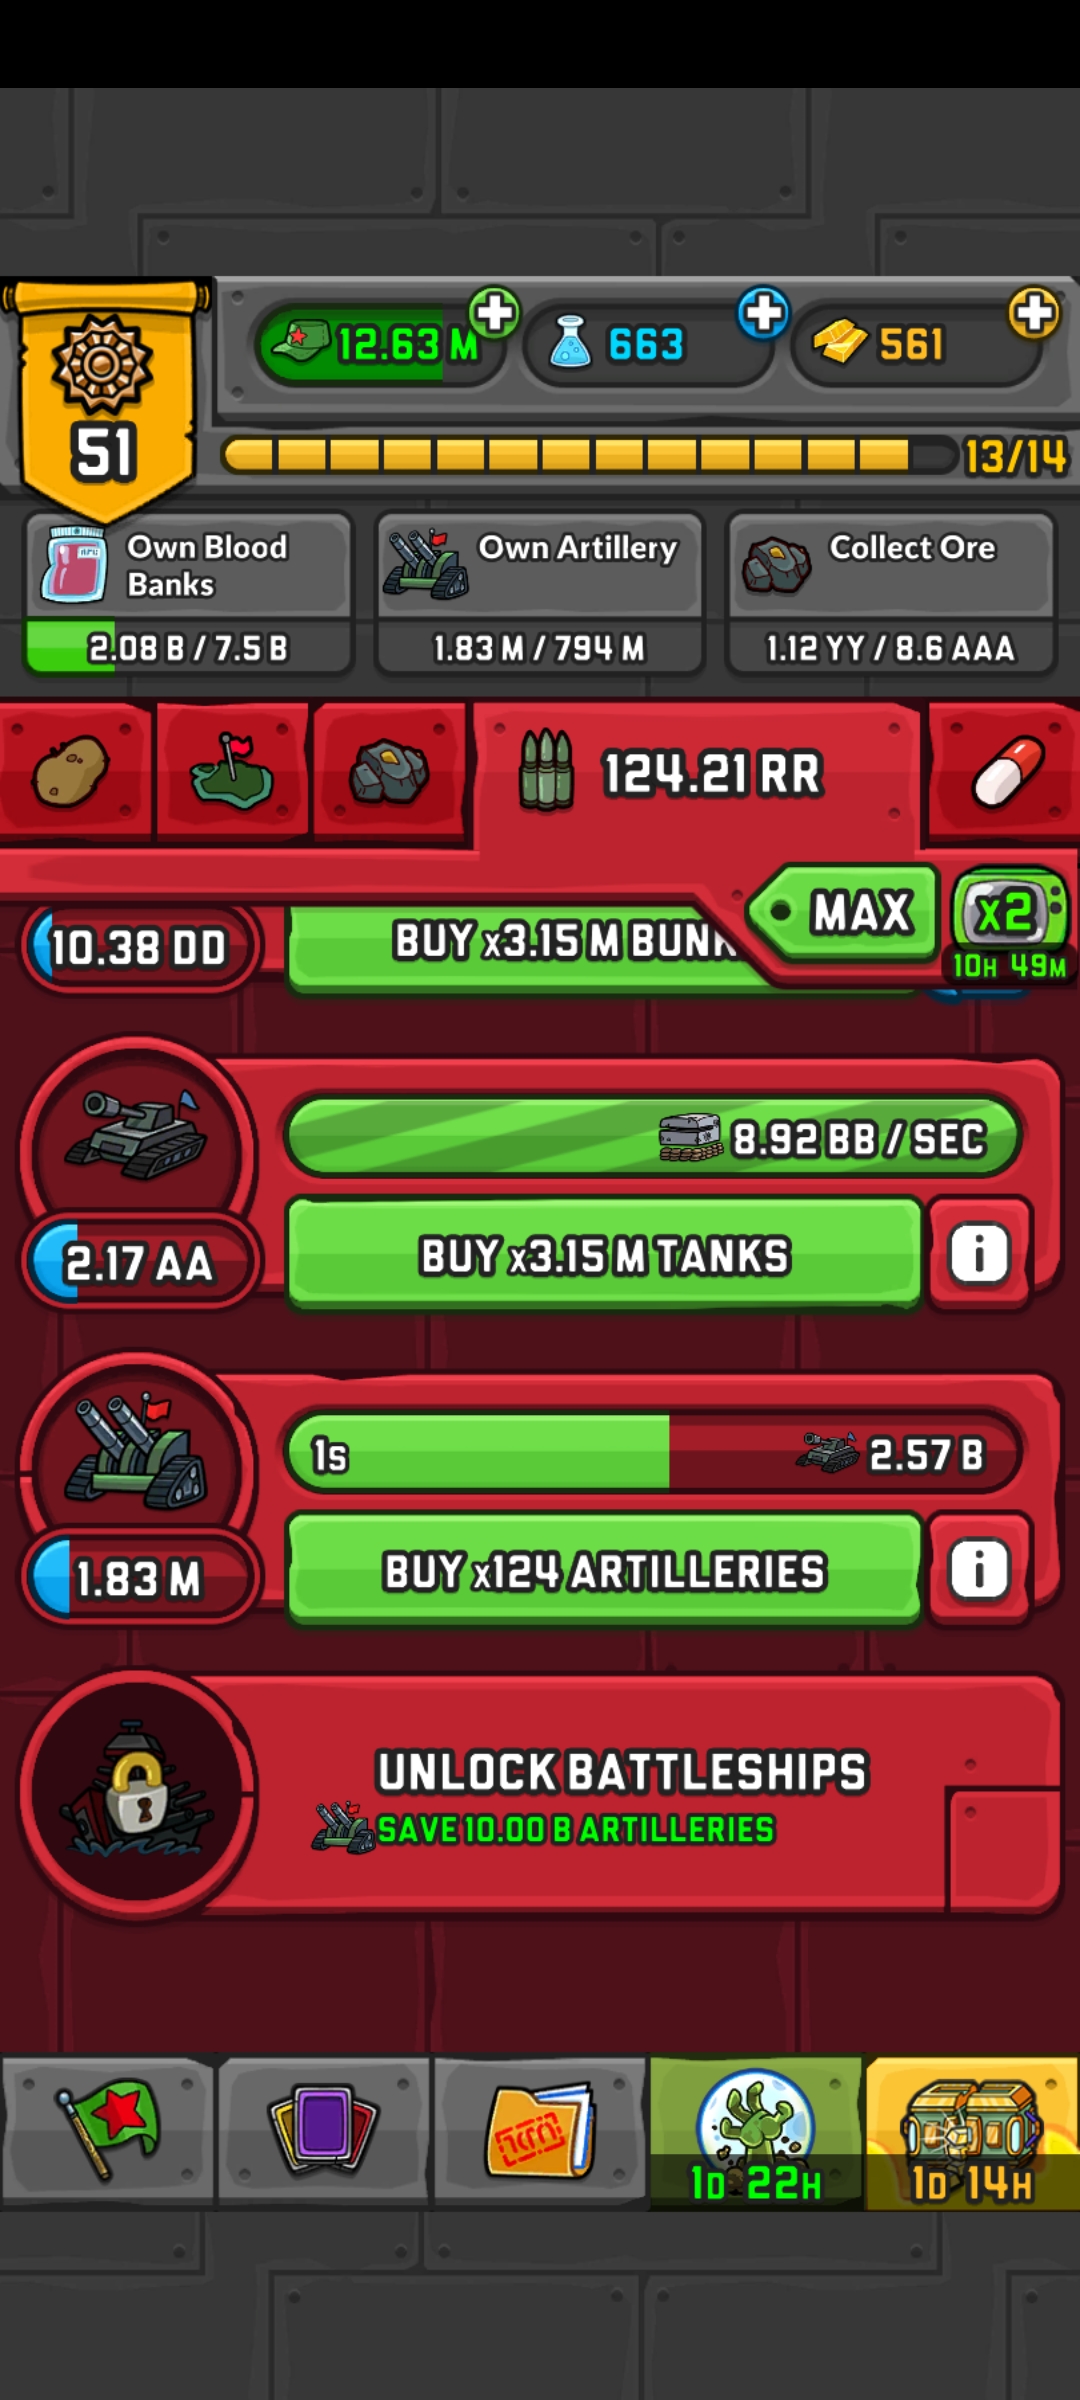 12.63 M
663
561
51
13/14
Own Blood
Banks
2.08 B / 7.5 B
Own Artillery
1.83 M / 794 M
Collect Ore
1.12 YY / 8.6 AAA
124.21 RR
MAX
x2
10H 49M
10.38 DD
BUY x3.15 M BUNK
8.92 BB / SEC
2.17 AA
BUY x3.15 M TANKS
i
1s
2.57 B
1.83 M
BUY x124 ARTILLERIES
i
UNLOCK BATTLESHIPS
SAVE 10.00 B ARTILLERIES
1D 22H
1D 14H